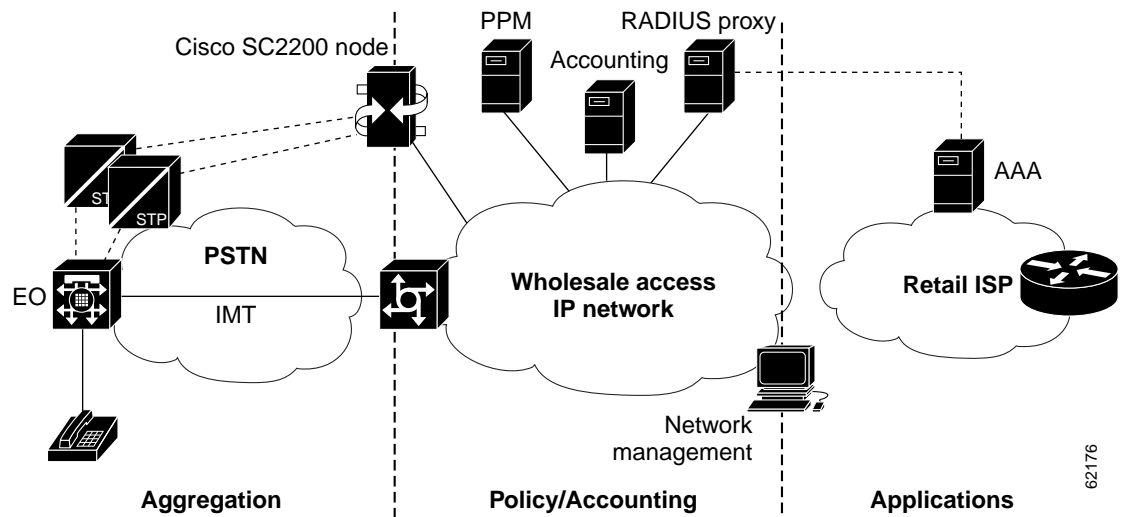 PPM
RADIUS proxy
Cisco SC2200 node
Accounting
AAA
ST
STP
PSTN
Wholesale access
IP network
Retail ISP
EO
IMT
Network
management
62176
Aggregation
Policy/Accounting
Applications